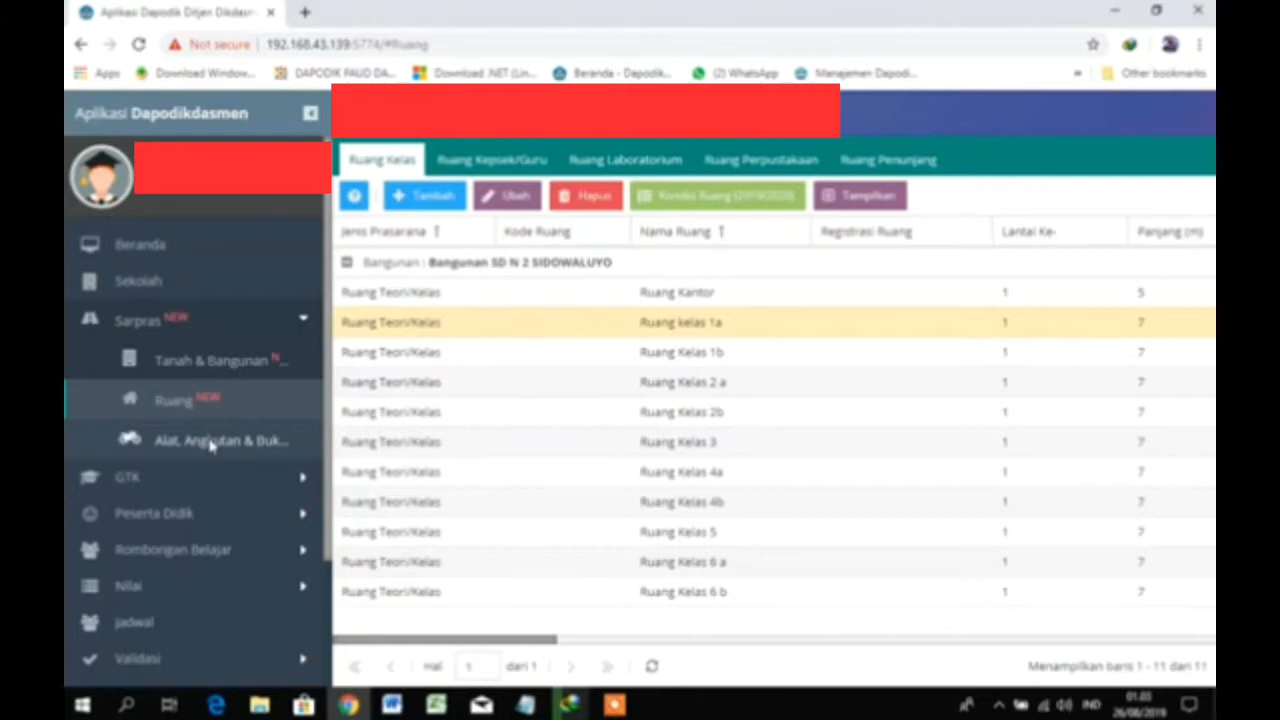 Aplikasi Dapodik Ditjen Dikdasm
Not secure 192.168.43.139:5774/#Ruang
Apps Download Window... DAPODIK PAUD DA... Download .NET (Lin... Beranda - Dapodik... (2) WhatsApp Manajemen Dapodi... » Other bookmarks
Aplikasi Dapodikdasmen
Ruang Kelas Ruang Kepsek/Guru Ruang Laboratorium Ruang Perpustakaan Ruang Penunjang
Tambah Ubah Hapus Kondisi Ruang (2019/2020) Tampilkan
Jenis Prasarana Kode Ruang Nama Ruang Registrasi Ruang Lantai Ke- Panjang (m)
Bangunan : Bangunan SD N 2 SIDOWALUYO
Ruang Teori/Kelas Ruang Kantor 1 5
Ruang Teori/Kelas Ruang kelas 1a 1 7
Ruang Teori/Kelas Ruang Kelas 1b 1 7
Ruang Teori/Kelas Ruang Kelas 2 a 1 7
Ruang Teori/Kelas Ruang Kelas 2b 1 7
Ruang Teori/Kelas Ruang Kelas 3 1 7
Ruang Teori/Kelas Ruang Kelas 4a 1 7
Ruang Teori/Kelas Ruang Kelas 4b 1 7
Ruang Teori/Kelas Ruang Kelas 5 1 7
Ruang Teori/Kelas Ruang Kelas 6 a 1 7
Ruang Teori/Kelas Ruang Kelas 6 b 1 7
Hal 1 dari 1 Menampilkan baris 1 - 11 dari 11
Beranda
Sekolah
Sarpras NEW
Tanah & Bangunan N...
Ruang NEW
Alat, Angkutan & Buk...
GTK
Peserta Didik
Rombongan Belajar
Nilai
Jadwal
Validasi
IND
01.03
26/08/2019